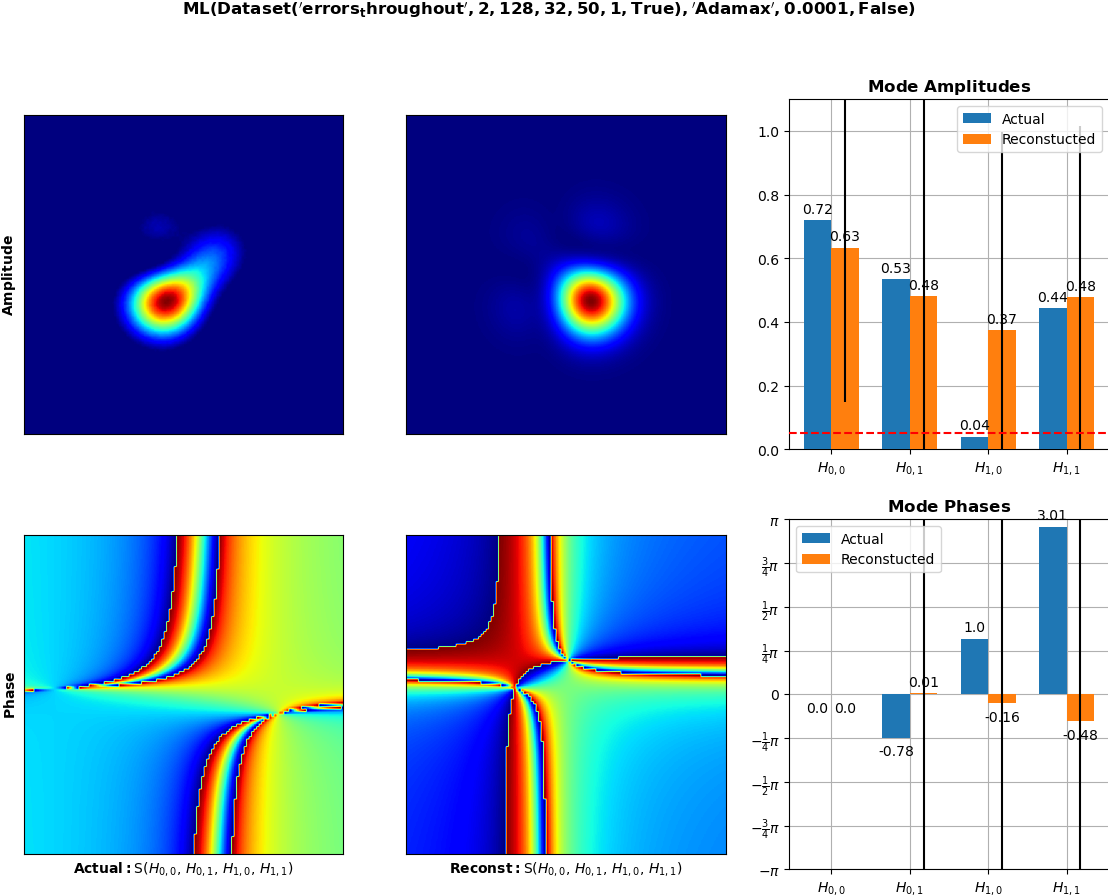 ML(Dataset('errors_throughout', 2, 128, 32, 50, 1, True), 'Adamax', 0.0001, False)
Amplitude
Mode Amplitudes
Actual
Reconstucted
1.0
0.8
0.6
0.4
0.2
0.0
0.72
0.63
0.53
0.48
0.04
0.37
0.44
0.48
H0,0
H0,1
H1,0
H1,1
Phase
Actual: S(H0,0, H0,1, H1,0, H1,1)
Reconst: S(H0,0, H0,1, H1,0, H1,1)
Mode Phases
Actual
Reconstucted
π
3/4π
1/2π
1/4π
0
−1/4π
−1/2π
−3/4π
−π
0.0
0.0
-0.78
0.01
1.0
-0.16
3.01
-0.48
H0,0
H0,1
H1,0
H1,1